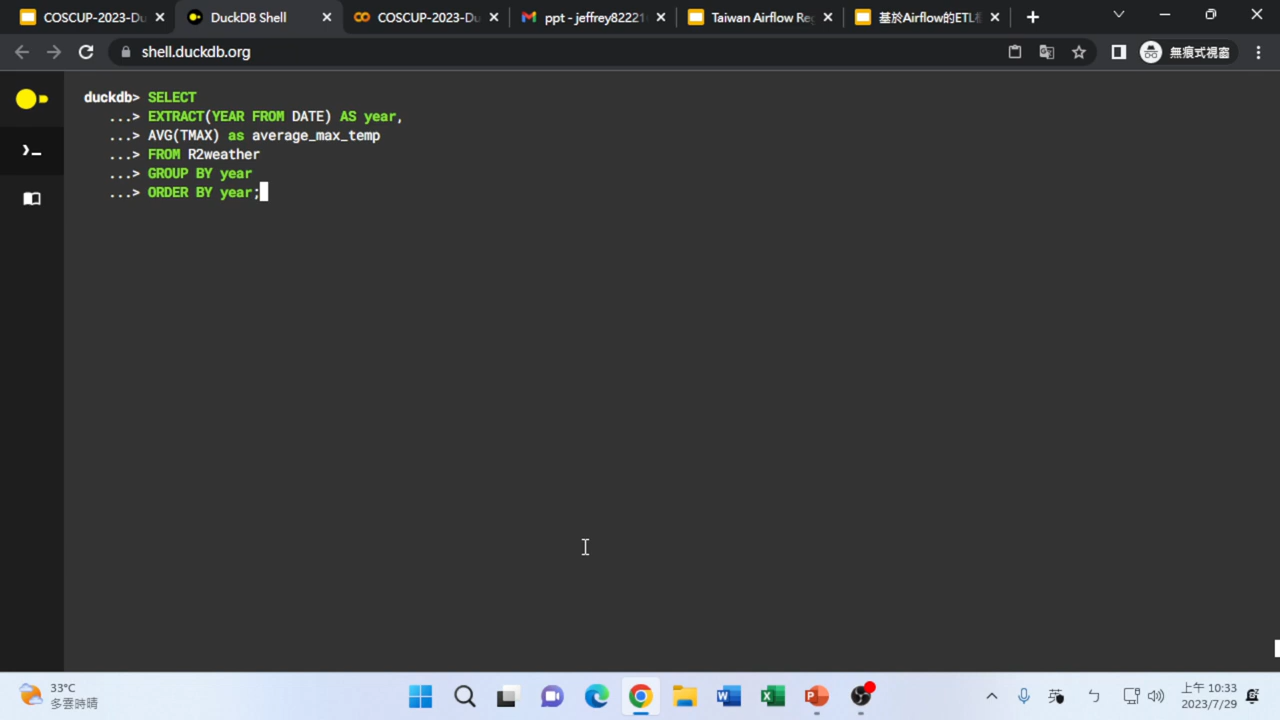 COSCUP-2023-Du
DuckDB Shell
COSCUP-2023-Du
ppt - jeffrey82221
Taiwan Airflow Reg
基於Airflow的ETL
shell.duckdb.org
無痕式視窗
duckdb> SELECT
...> EXTRACT(YEAR FROM DATE) AS year,
...> AVG(TMAX) as average_max_temp
...> FROM R2weather
...> GROUP BY year
...> ORDER BY year;
33°C
多雲時晴
英
ㄅ
上午 10:33
2023/7/29